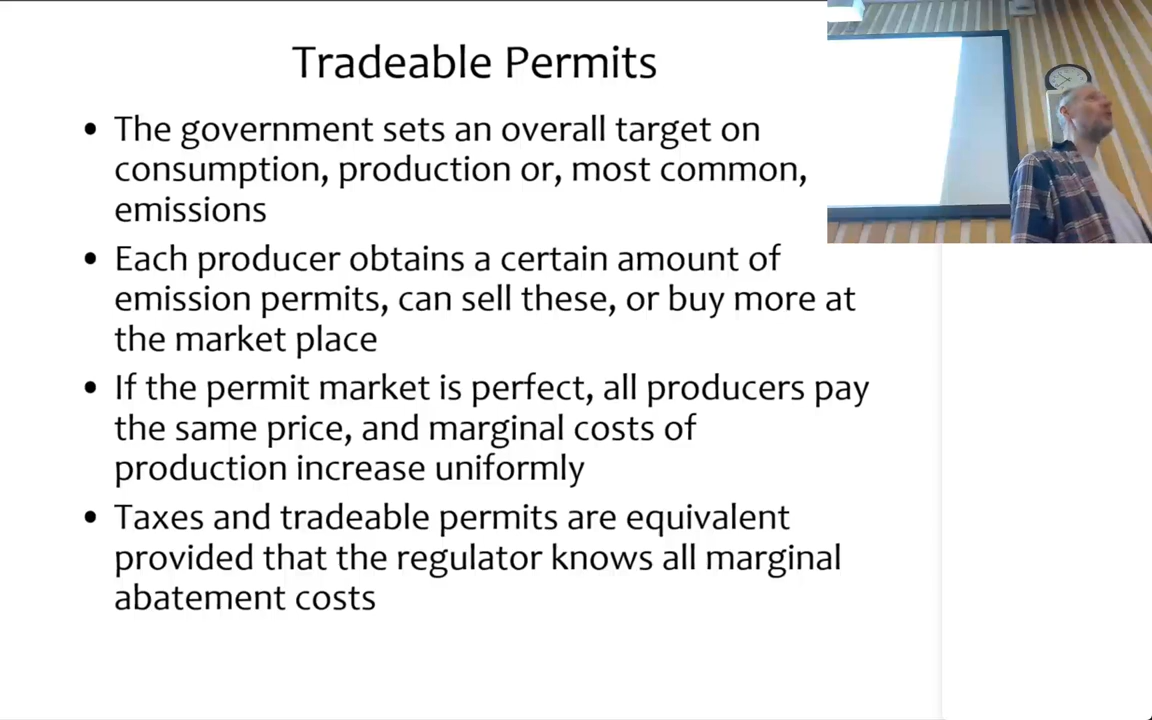 Tradeable Permits
• The government sets an overall target on
consumption, production or, most common,
emissions
• Each producer obtains a certain amount of
emission permits, can sell these, or buy more at
the market place
• If the permit market is perfect, all producers pay
the same price, and marginal costs of
production increase uniformly
• Taxes and tradeable permits are equivalent
provided that the regulator knows all marginal
abatement costs